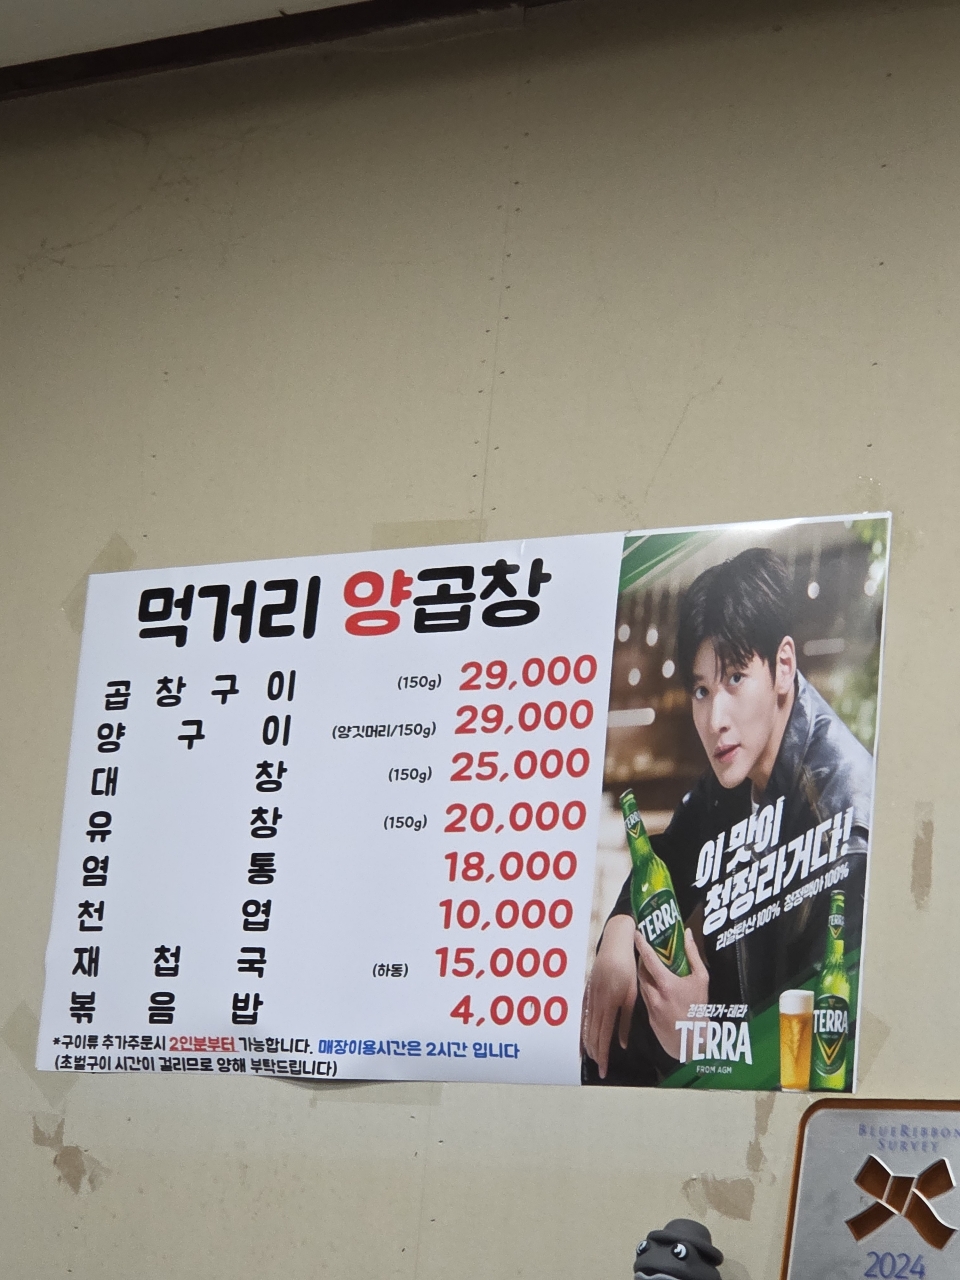 먹거리 양곱창
곱창구이 (150g) 29,000
양구이 (양깃머리/150g) 29,000
대창 (150g) 25,000
유창 (150g) 20,000
염통 18,000
천엽 10,000
재첩국 (하동) 15,000
볶음밥 4,000
*구이류 추가주문시 2인분부터 가능합니다. 매장이용시간은 2시간 입니다
(초벌구이 시간이 걸리므로 양해 부탁드립니다)
TERRA
이 맛이
청정라거다!
리얼탄산 100% 청정맥아 100%
TERRA
청정라거-테라
TERRA
FROM AGM
TERRA
BLUERIBBON
SURVEY
2024